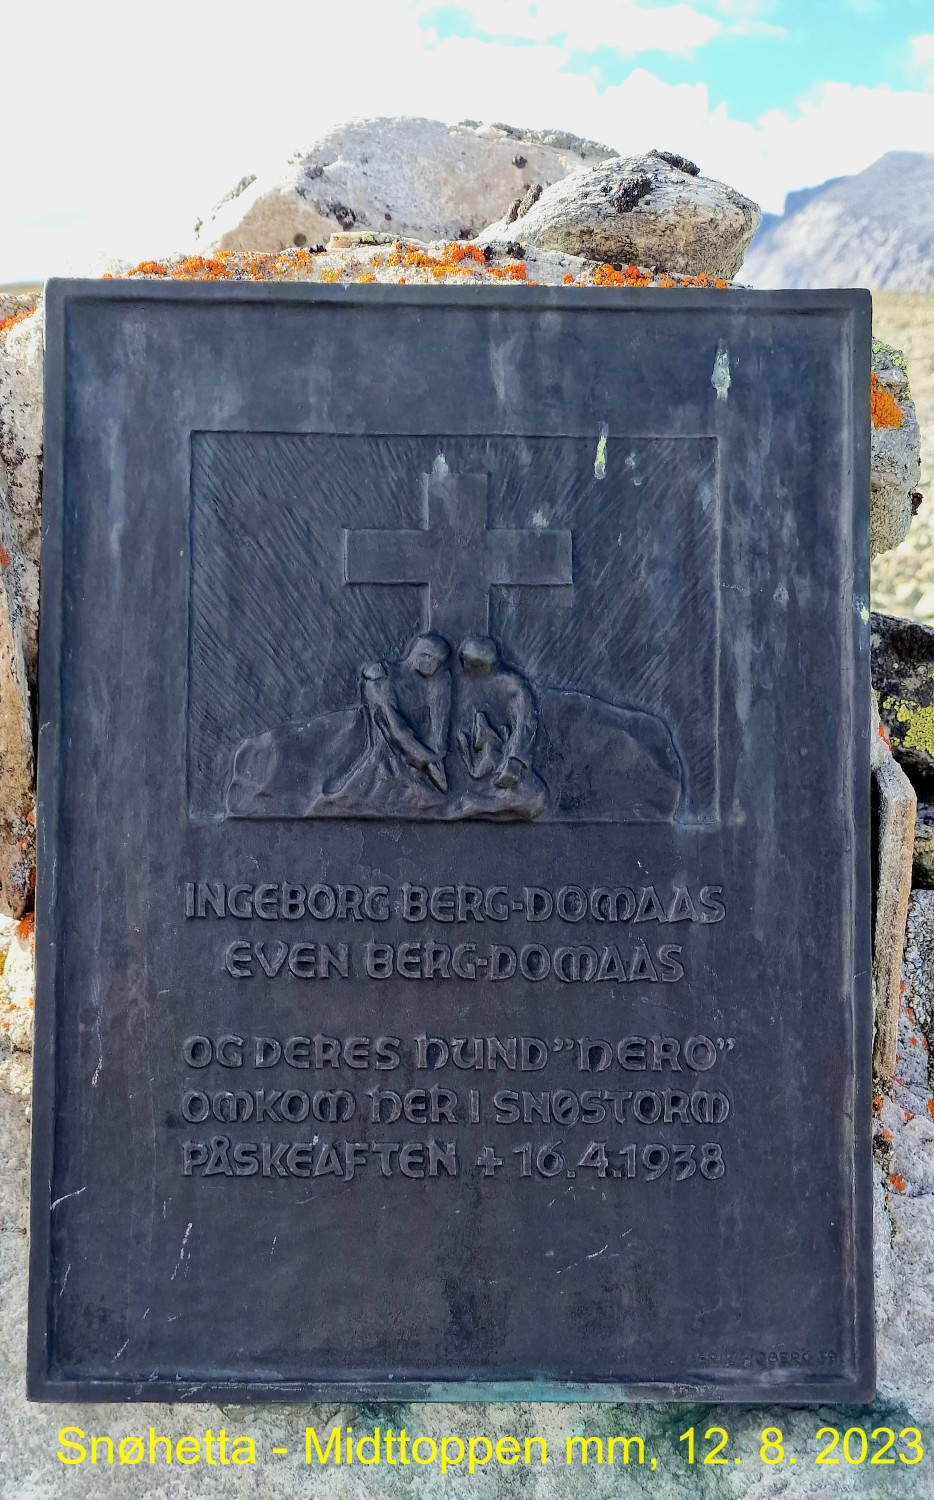 INGEBORG BERG-DOMAAS
EVEN BERG-DOMAAS
OG DERES HUND "NERO"
OMKOM HER I SNØSTORM
PÅSKEAFTEN + 16.4.1938
Snøhetta - Midttoppen mm, 12. 8. 2023